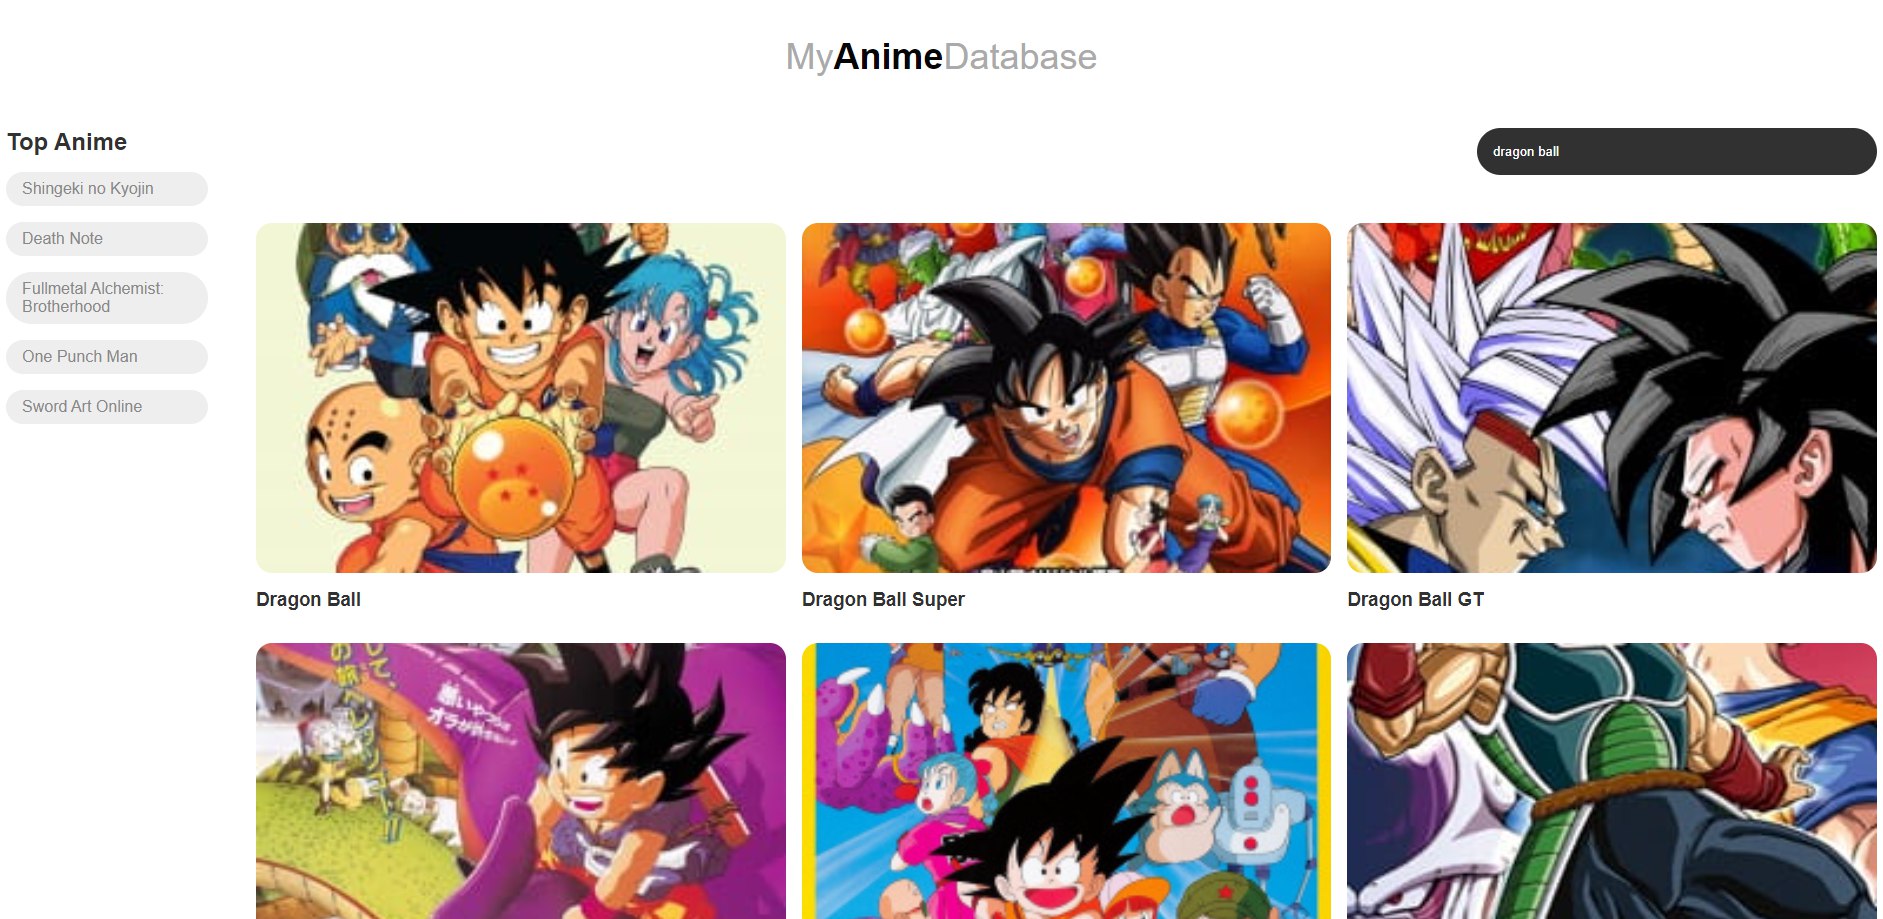 MyAnimeDatabase
Top Anime
dragon ball
Shingeki no Kyojin
Death Note
Fullmetal Alchemist:
Brotherhood
One Punch Man
Sword Art Online
Dragon Ball
Dragon Ball Super
Dragon Ball GT